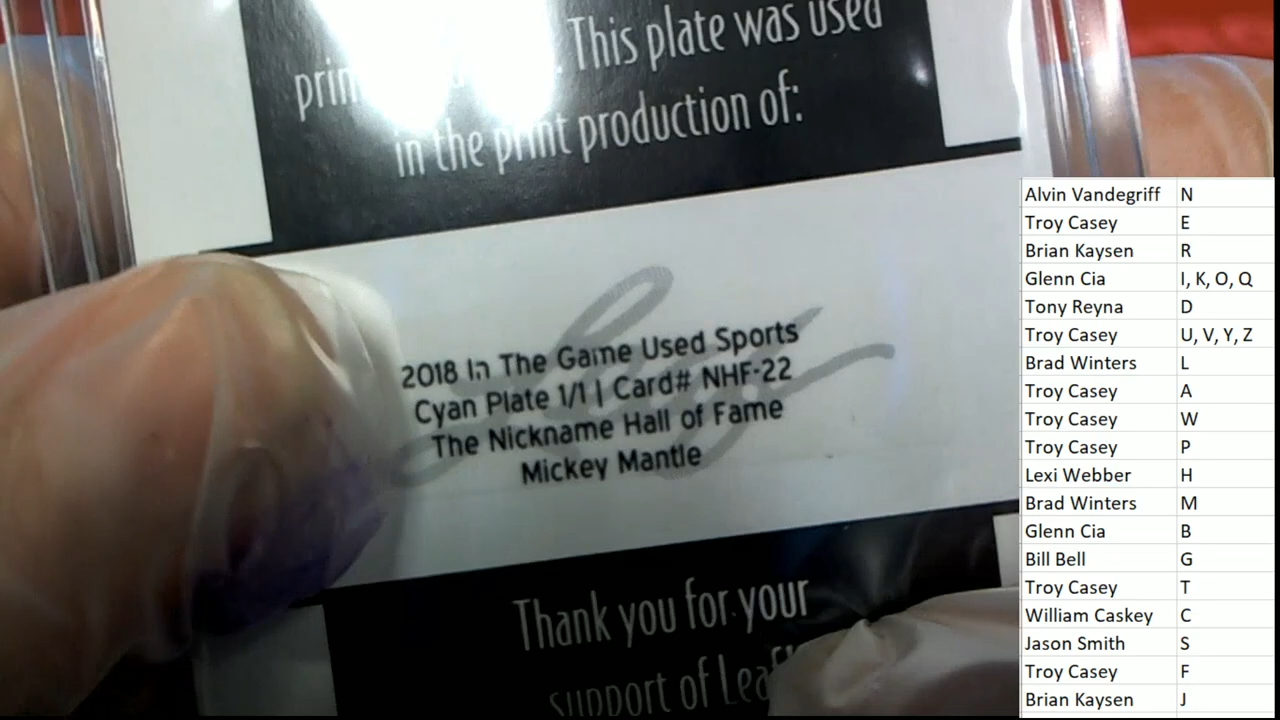 This plate was used
in the print production of:
2018 In The Game Used Sports
Cyan Plate 1/1 | Card# NHF-22
The Nickname Hall of Fame
Mickey Mantle
Thank you for your
support of Leaf
Alvin Vandegriff N
Troy Casey E
Brian Kaysen R
Glenn Cia I, K, O, Q
Tony Reyna D
Troy Casey U, V, Y, Z
Brad Winters L
Troy Casey A
Troy Casey W
Troy Casey P
Lexi Webber H
Brad Winters M
Glenn Cia B
Bill Bell G
Troy Casey T
William Caskey C
Jason Smith S
Troy Casey F
Brian Kaysen J